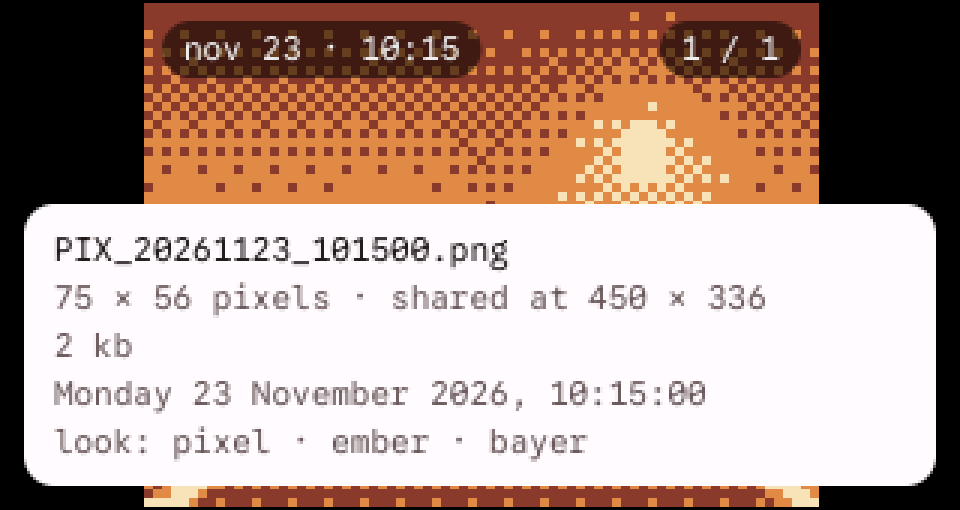 nov 23 · 10:15
1 / 1
PIX_20261123_101500.png
75 × 56 pixels · shared at 450 × 336
2 kb
Monday 23 November 2026, 10:15:00
look: pixel · ember · bayer